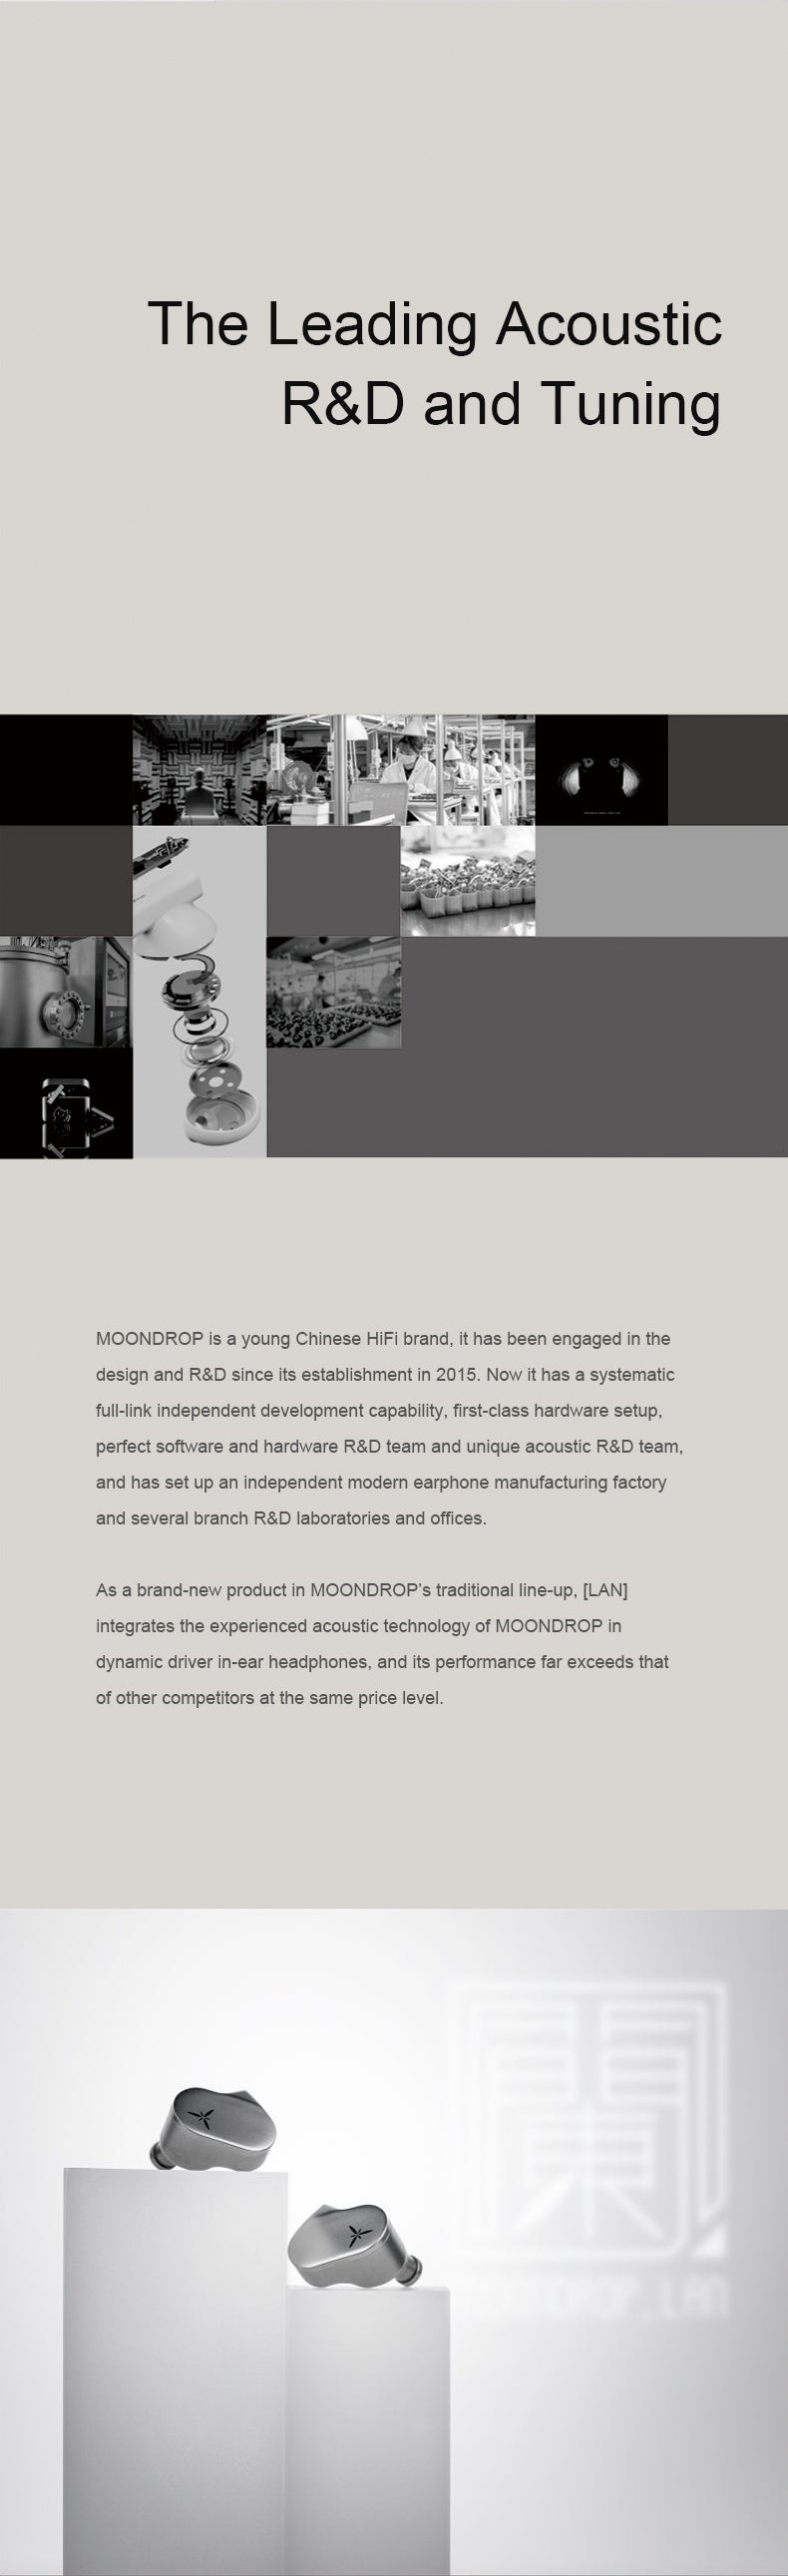 The Leading Acoustic
R&D and Tuning
MOONDROP is a young Chinese HiFi brand, it has been engaged in the
design and R&D since its establishment in 2015. Now it has a systematic
full-link independent development capability, first-class hardware setup,
perfect software and hardware R&D team and unique acoustic R&D team,
and has set up an independent modern earphone manufacturing factory
and several branch R&D laboratories and offices.
As a brand-new product in MOONDROP’s traditional line-up, [LAN]
integrates the experienced acoustic technology of MOONDROP in
dynamic driver in-ear headphones, and its performance far exceeds that
of other competitors at the same price level.
MOONDROP_LAN